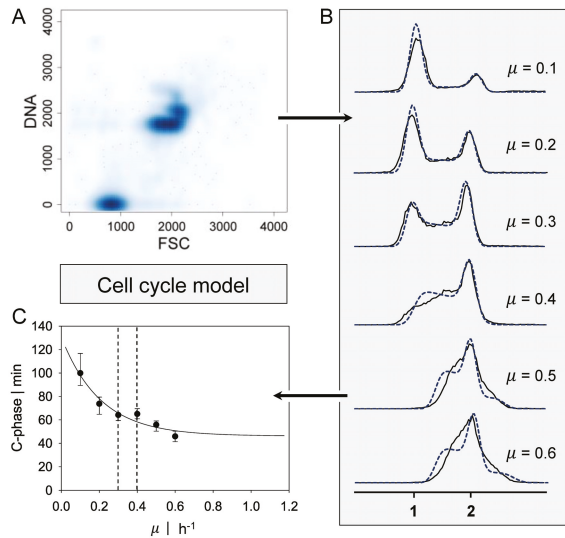 A
4000
3000
2000
1000
0
DNA
0 1000 2000 3000 4000
FSC
Cell cycle model
B
μ = 0.1
μ = 0.2
μ = 0.3
μ = 0.4
μ = 0.5
μ = 0.6
1 2
C
140
120
100
80
60
40
20
0
C-phase | min
0.0 0.2 0.4 0.6 0.8 1.0 1.2
μ | h-1